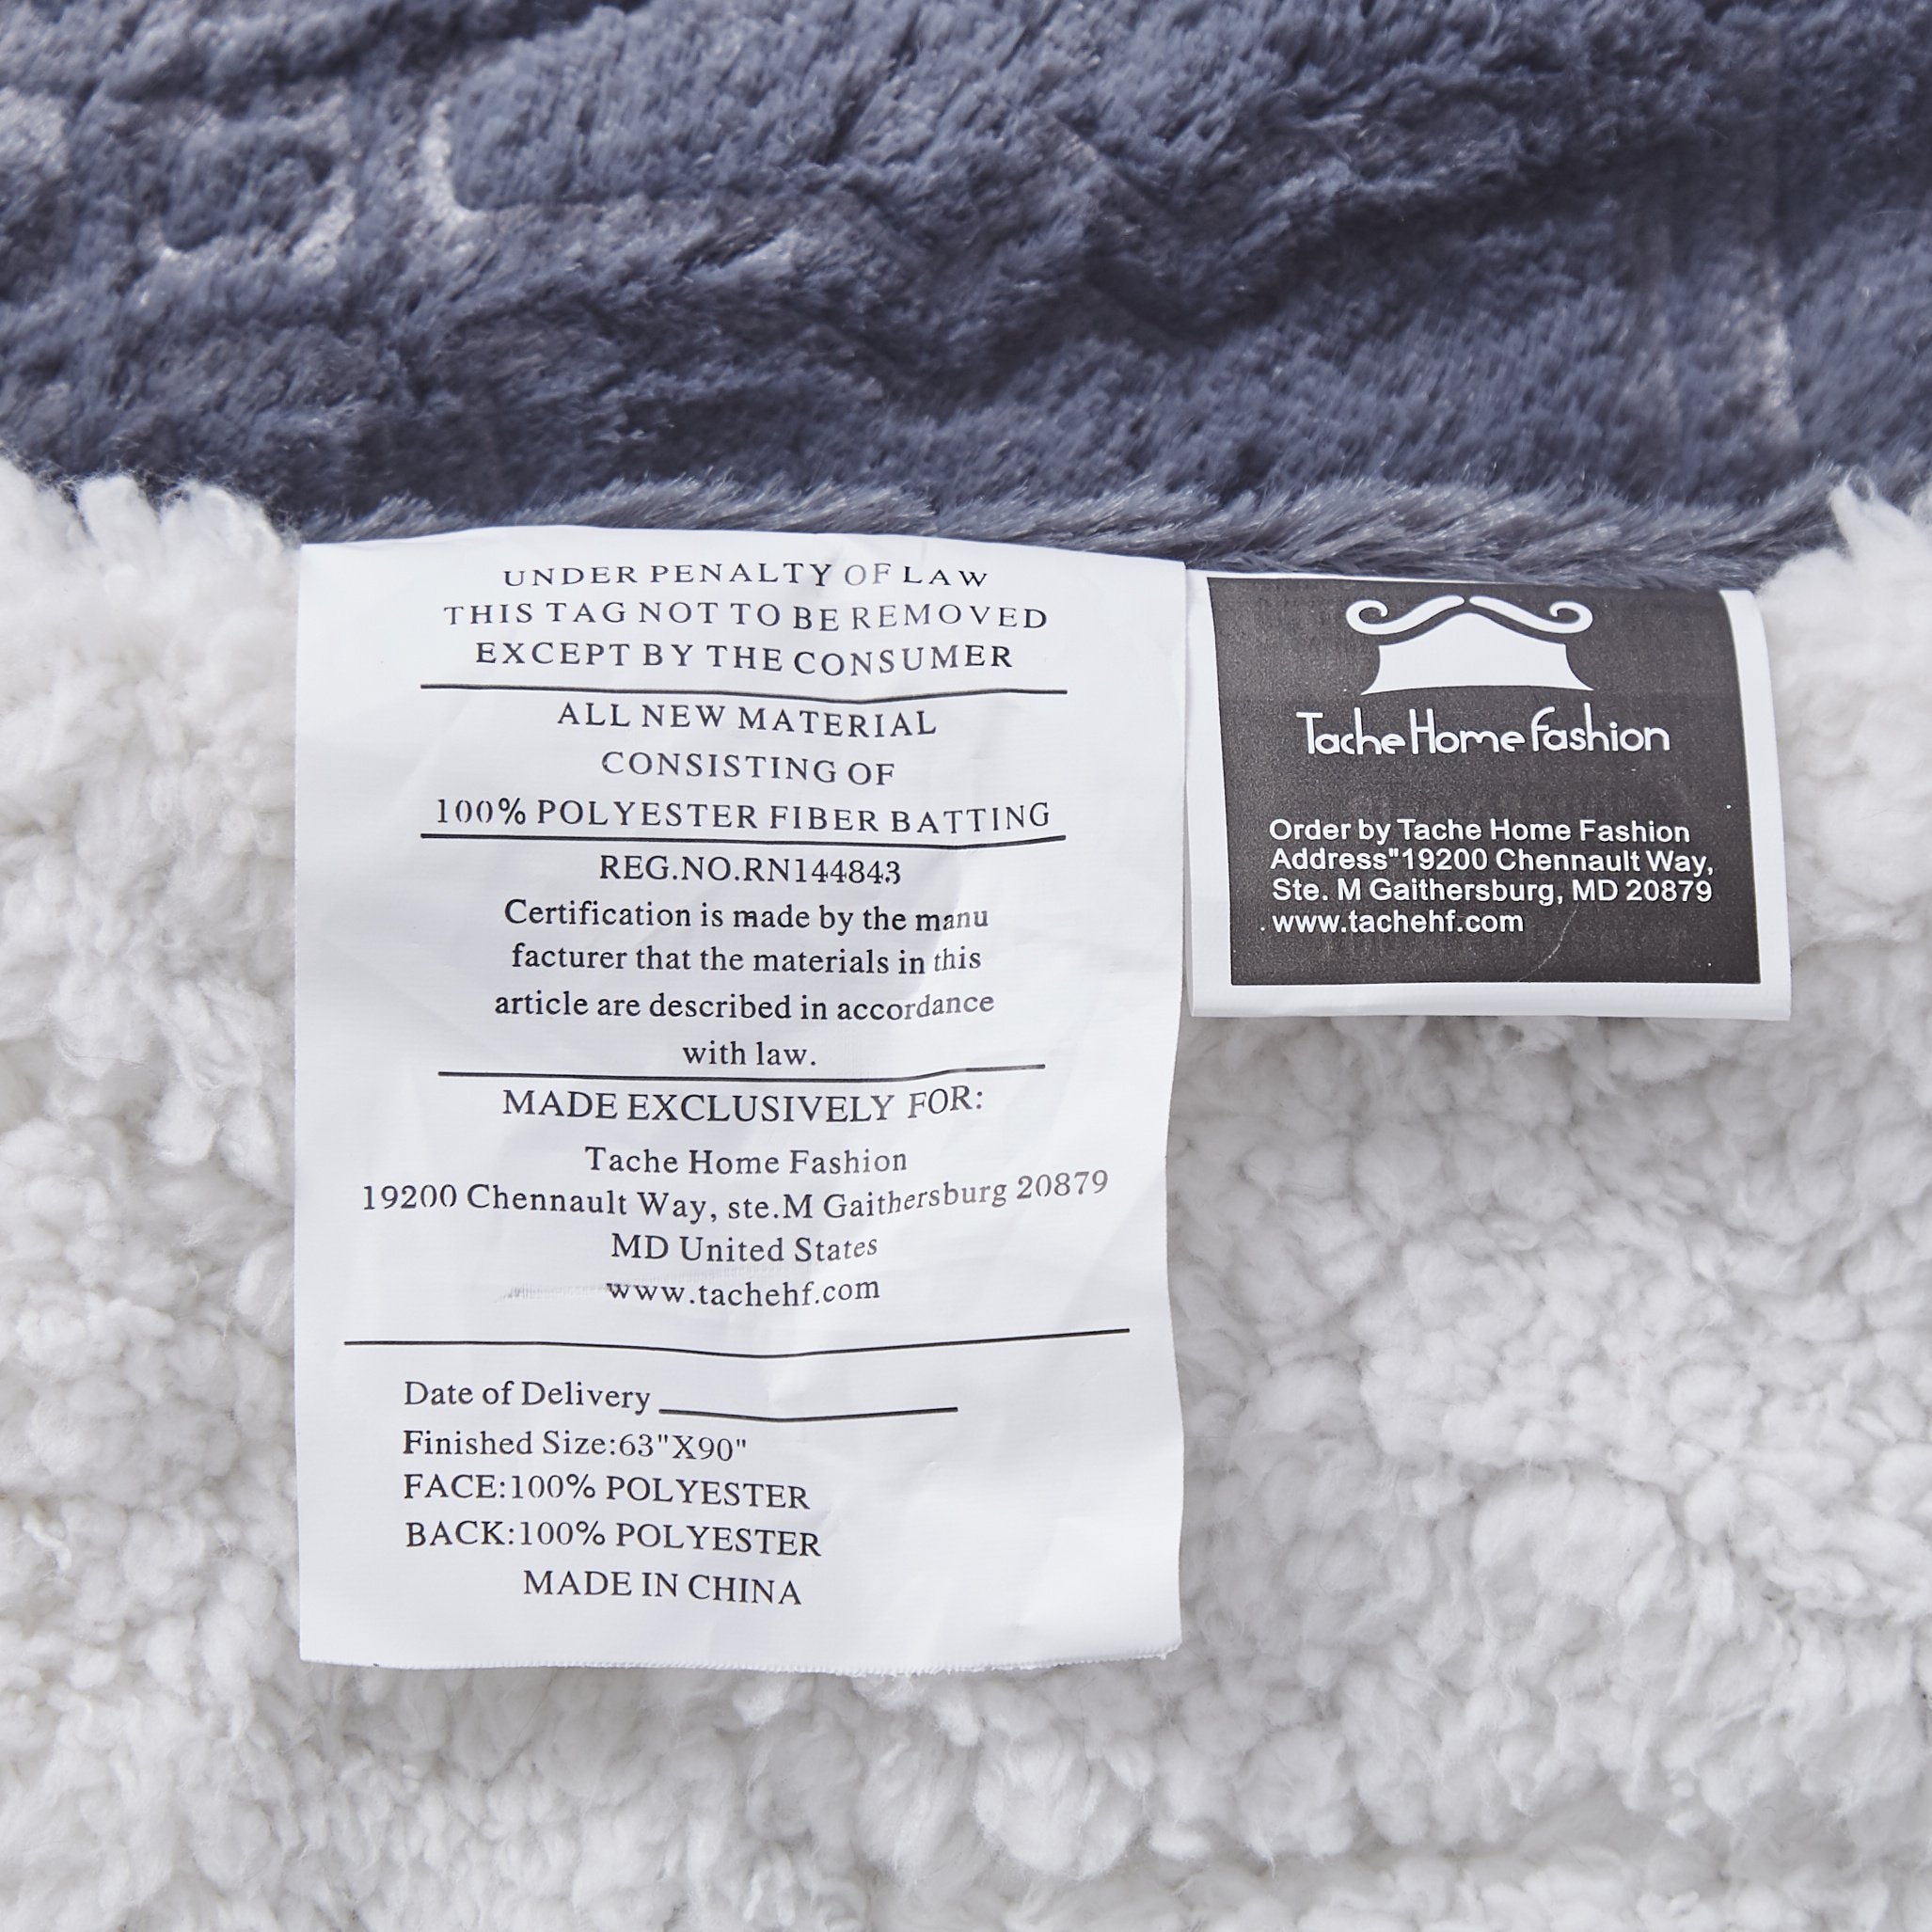 UNDER PENALTY OF LAW
THIS TAG NOT TO BE REMOVED
EXCEPT BY THE CONSUMER
ALL NEW MATERIAL
CONSISTING OF
100% POLYESTER FIBER BATTING
REG.NO.RN144843
Certification is made by the manu
facturer that the materials in this
article are described in accordance
with law.
MADE EXCLUSIVELY FOR:
Tache Home Fashion
19200 Chennault Way, ste.M Gaithersburg 20879
MD United States
www.tachehf.com
Date of Delivery
Finished Size:63"X90"
FACE:100% POLYESTER
BACK:100% POLYESTER
MADE IN CHINA
Tache Home Fashion
Order by Tache Home Fashion
Address"19200 Chennault Way,
Ste. M Gaithersburg, MD 20879
www.tachehf.com